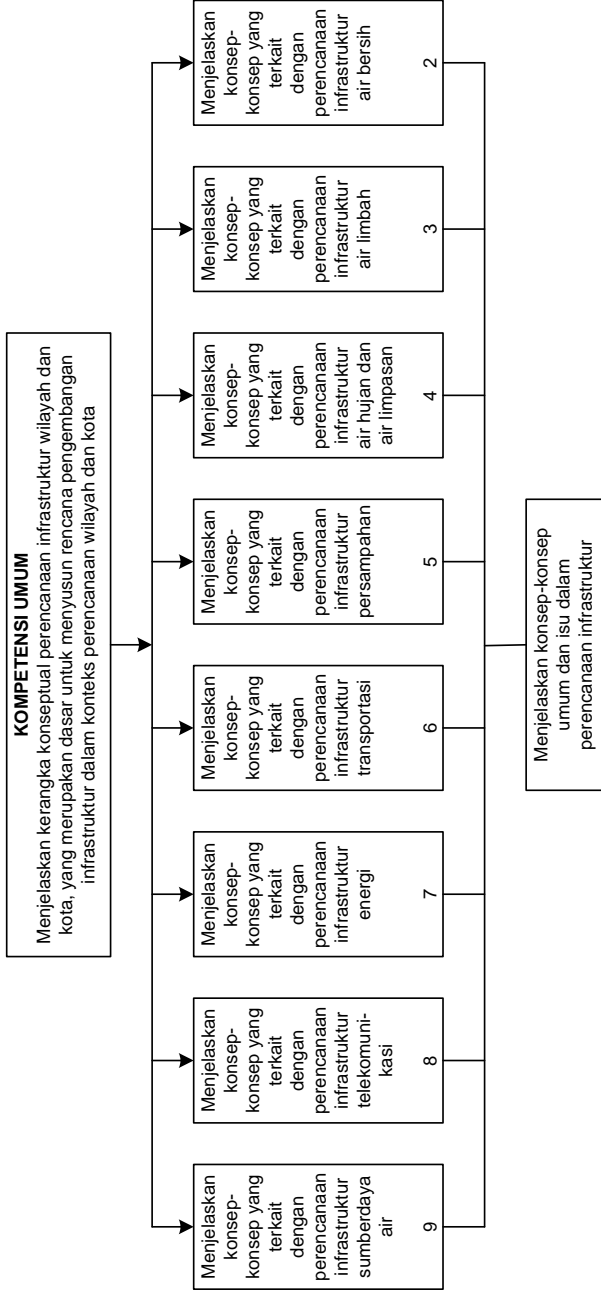 KOMPETENSI UMUM
Menjelaskan kerangka konseptual perencanaan infrastruktur wilayah dan
kota, yang merupakan dasar untuk menyusun rencana pengembangan
infrastruktur dalam konteks perencanaan wilayah dan kota
Menjelaskan
konsep-
konsep yang
terkait
dengan
perencanaan
infrastruktur
sumberdaya
air
9
Menjelaskan
konsep-
konsep yang
terkait
dengan
perencanaan
infrastruktur
telekomuni-
kasi
8
Menjelaskan
konsep-
konsep yang
terkait
dengan
perencanaan
infrastruktur
energi
7
Menjelaskan
konsep-
konsep yang
terkait
dengan
perencanaan
infrastruktur
transportasi
6
Menjelaskan
konsep-
konsep yang
terkait
dengan
perencanaan
infrastruktur
persampahan
5
Menjelaskan
konsep-
konsep yang
terkait
dengan
perencanaan
infrastruktur
air hujan dan
air limpasan
4
Menjelaskan
konsep-
konsep yang
terkait
dengan
perencanaan
infrastruktur
air limbah
3
Menjelaskan
konsep-
konsep yang
terkait
dengan
perencanaan
infrastruktur
air bersih
2
Menjelaskan konsep-konsep
umum dan isu dalam
perencanaan infrastruktur